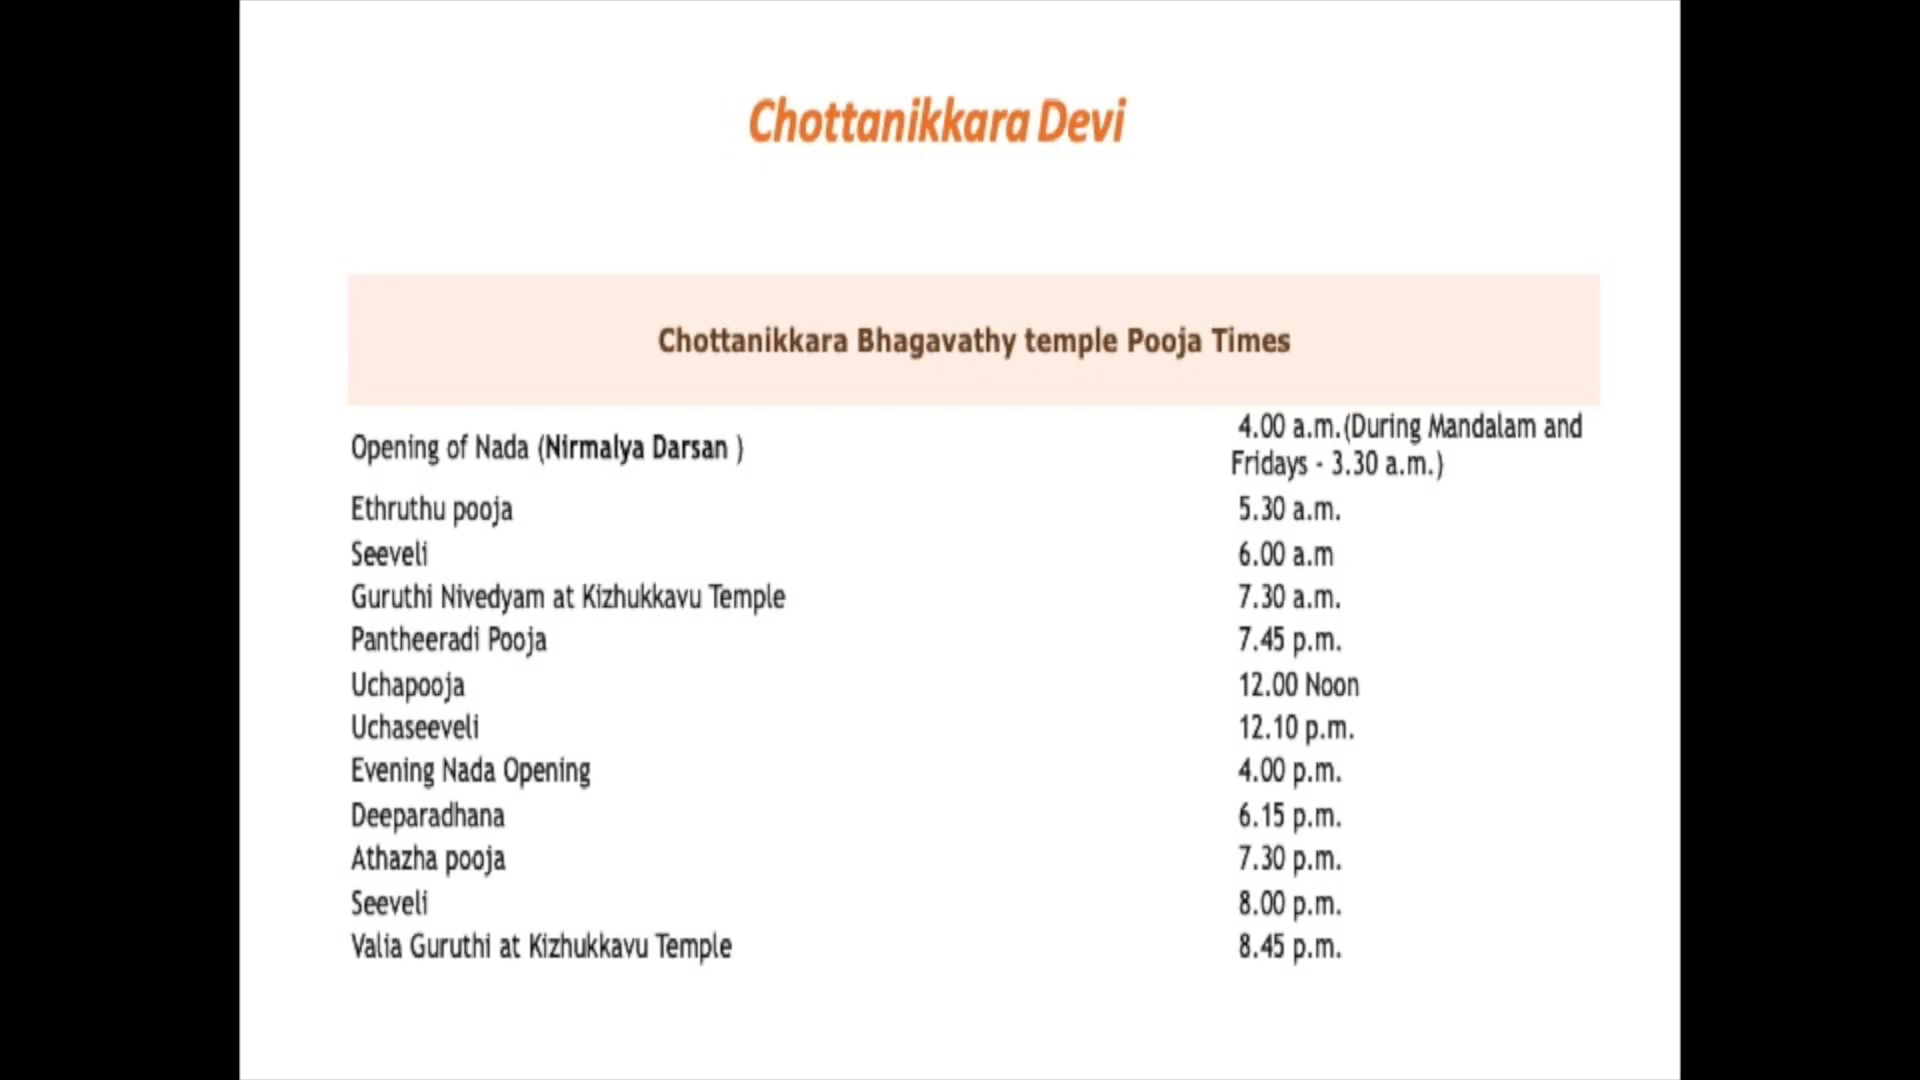 Chottanikkara Devi
Chottanikkara Bhagavathy temple Pooja Times
Opening of Nada (Nirmalya Darsan )
4.00 a.m.(During Mandalam and
Fridays - 3.30 a.m.)
Ethruthu pooja 5.30 a.m.
Seeveli 6.00 a.m
Guruthi Nivedyam at Kizhukkavu Temple 7.30 a.m.
Pantheeradi Pooja 7.45 p.m.
Uchapooja 12.00 Noon
Uchaseeveli 12.10 p.m.
Evening Nada Opening 4.00 p.m.
Deeparadhana 6.15 p.m.
Athazha pooja 7.30 p.m.
Seeveli 8.00 p.m.
Valia Guruthi at Kizhukkavu Temple 8.45 p.m.